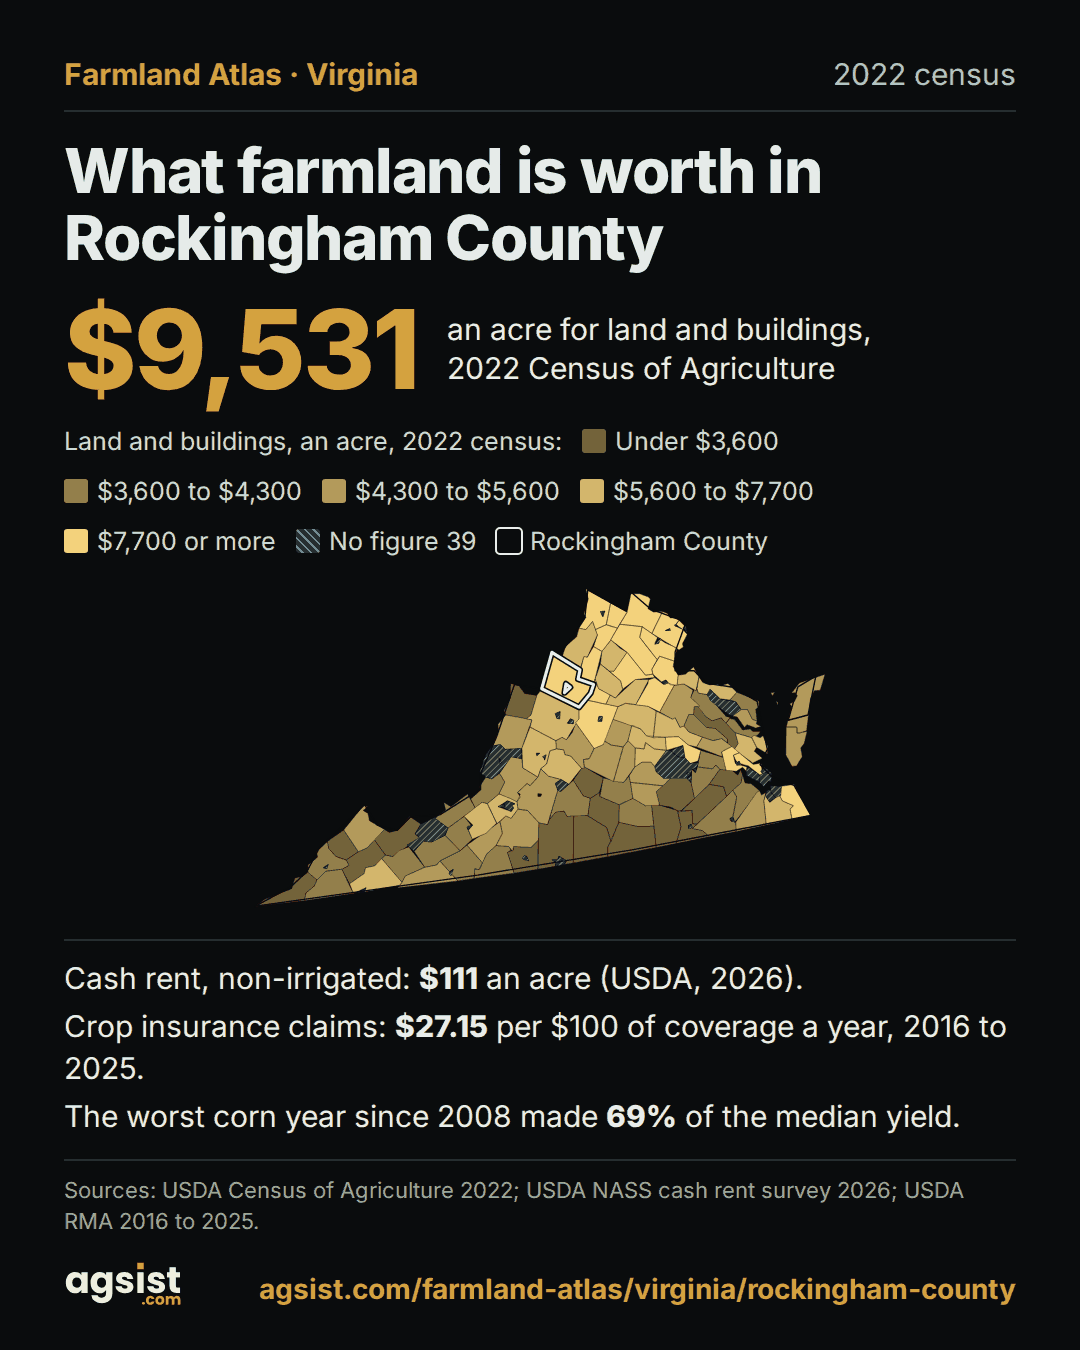 Farmland Atlas · Virginia
2022 census
What farmland is worth in
Rockingham County
$9,531
an acre for land and buildings,
2022 Census of Agriculture
Land and buildings, an acre, 2022 census: Under $3,600
$3,600 to $4,300 $4,300 to $5,600 $5,600 to $7,700
$7,700 or more No figure 39 Rockingham County
Cash rent, non-irrigated: $111 an acre (USDA, 2026).
Crop insurance claims: $27.15 per $100 of coverage a year, 2016 to
2025.
The worst corn year since 2008 made 69% of the median yield.
Sources: USDA Census of Agriculture 2022; USDA NASS cash rent survey 2026; USDA
RMA 2016 to 2025.
agsist
.com
agsist.com/farmland-atlas/virginia/rockingham-county